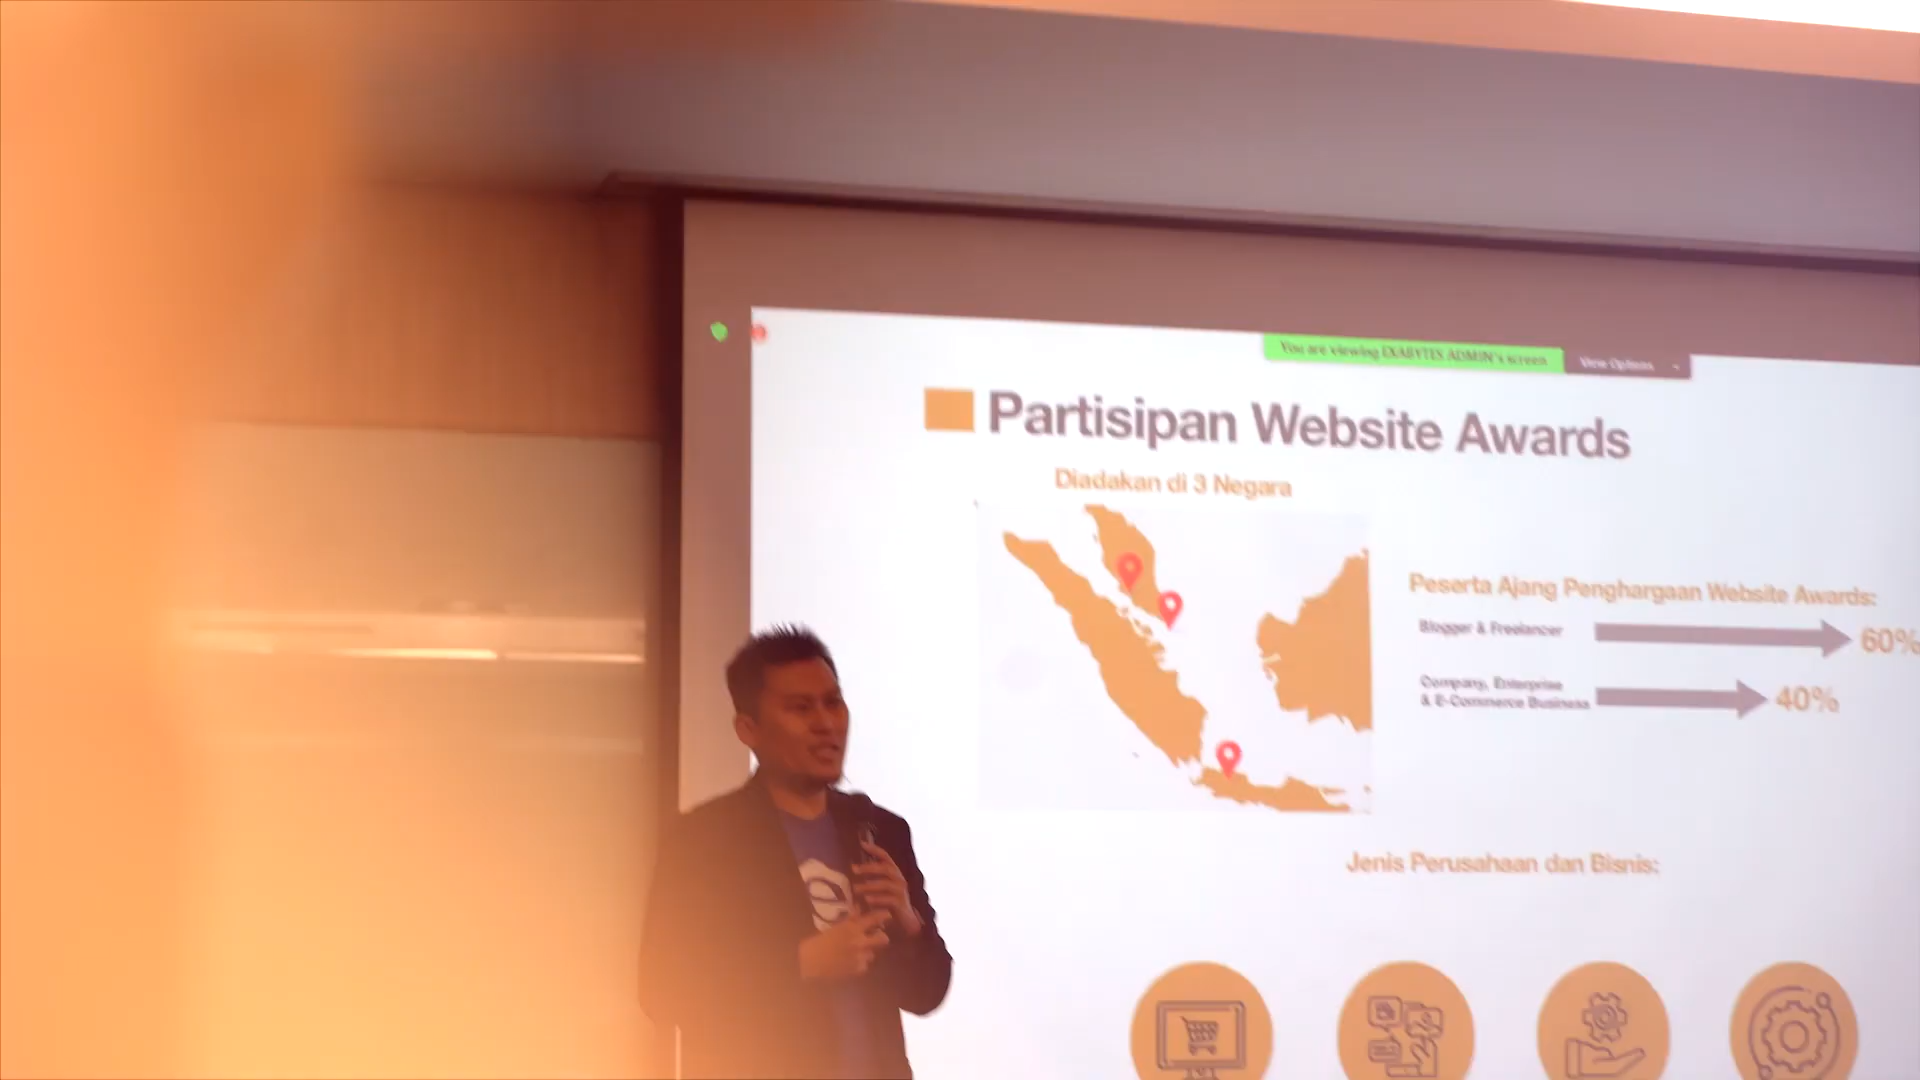 You are viewing EXABYTES ADMIN's screen
View Options
Partisipan Website Awards
Diadakan di 3 Negara
Peserta Ajang Penghargaan Website Awards:
Blogger & Freelancer
60%
Company, Enterprise
& E-Commerce Business
40%
Jenis Perusahaan dan Bisnis:
e